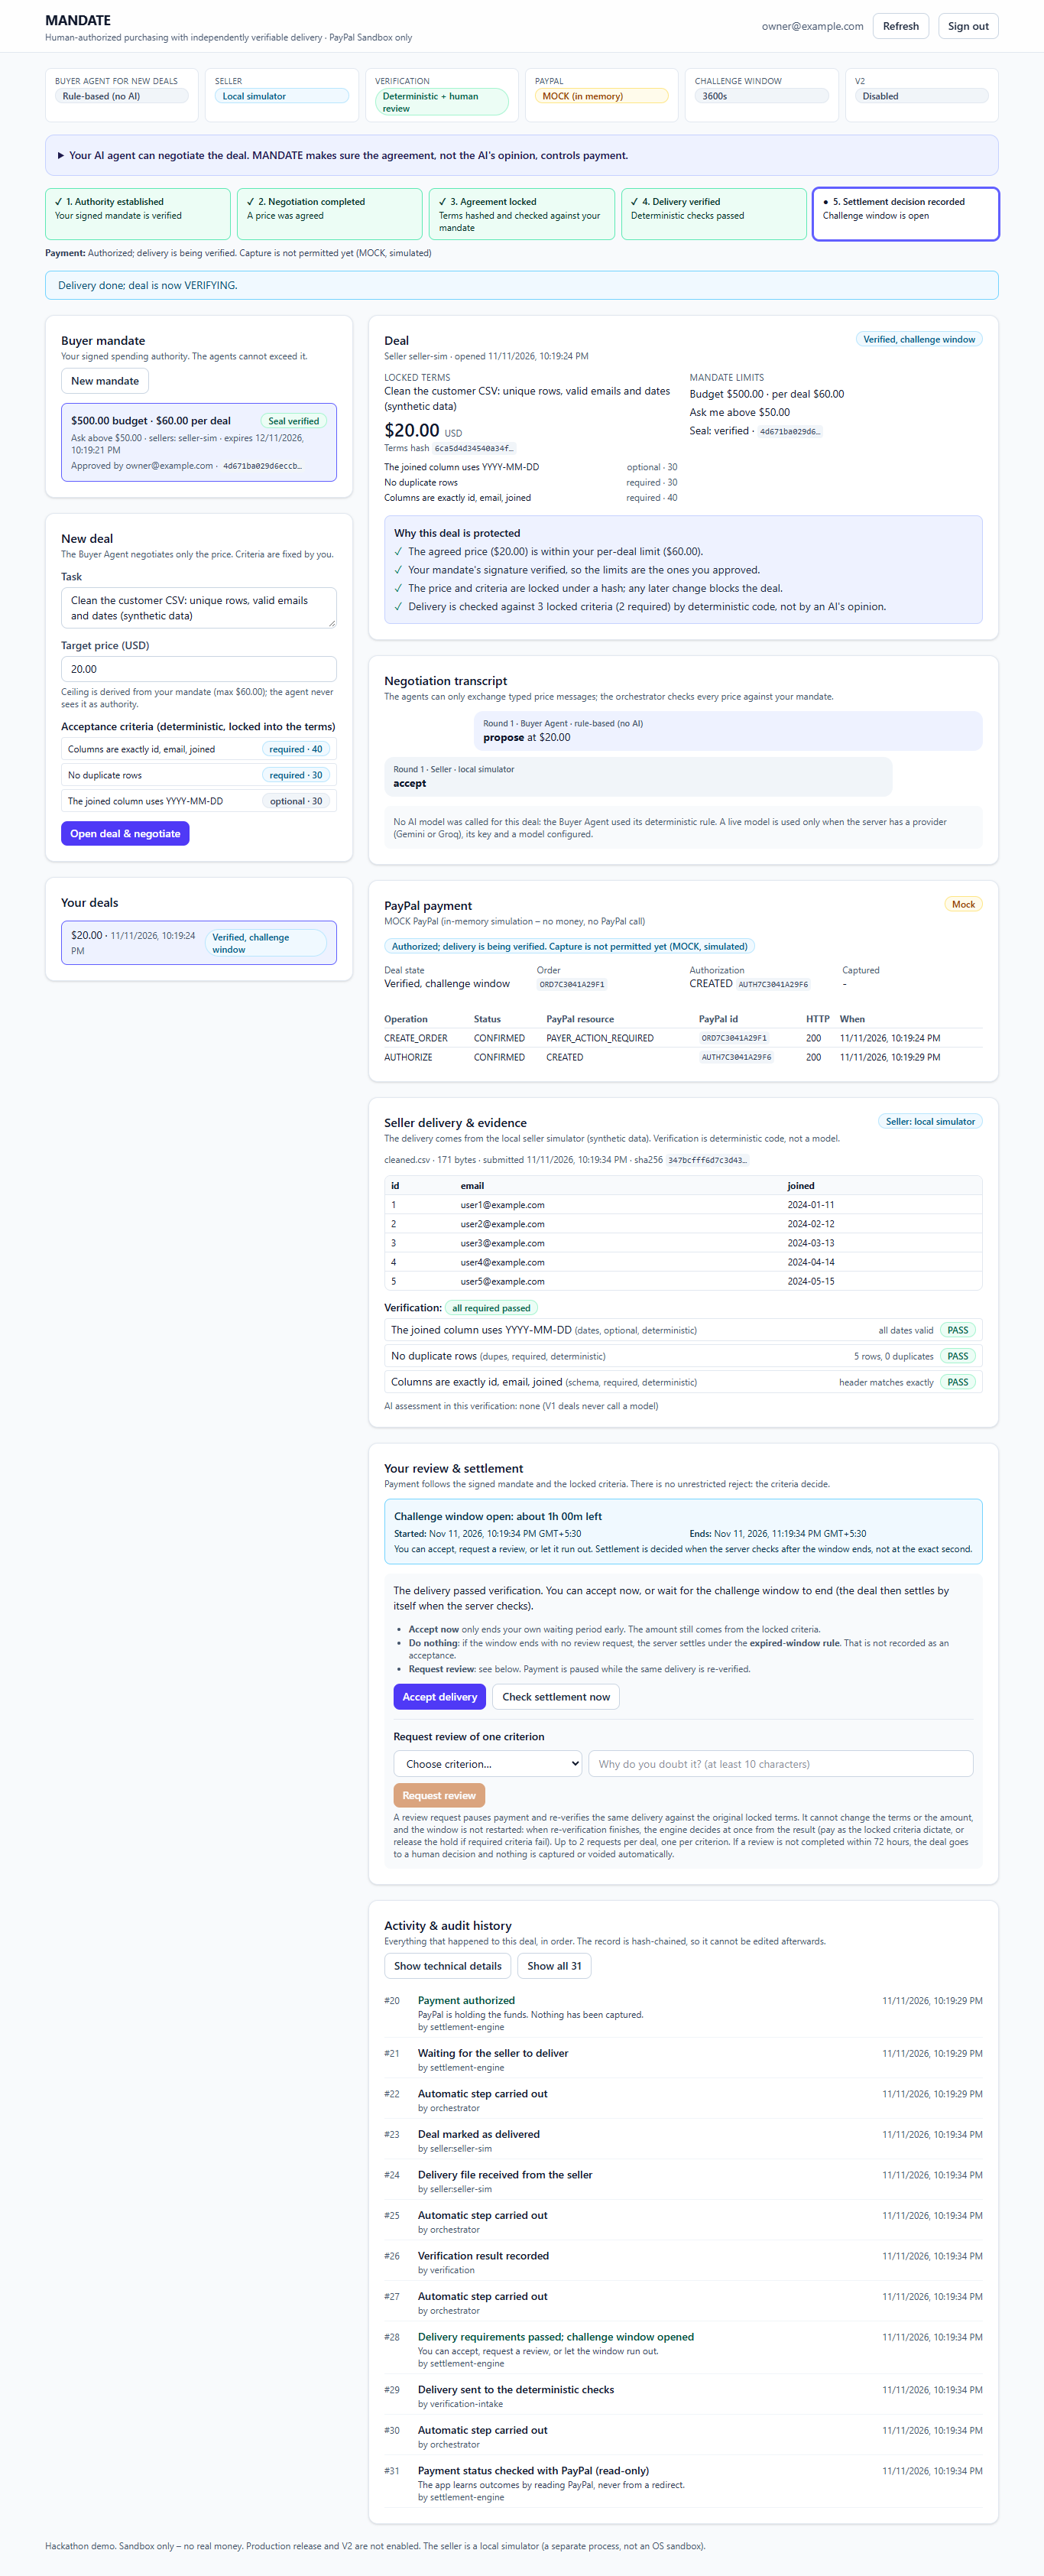 MANDATE
Human-authorized purchasing with independently verifiable delivery · PayPal Sandbox only
owner@example.com
Refresh
Sign out
BUYER AGENT FOR NEW DEALS
Rule-based (no AI)
SELLER
Local simulator
VERIFICATION
Deterministic + human
review
PAYPAL
MOCK (in memory)
CHALLENGE WINDOW
3600s
V2
Disabled
▶ Your AI agent can negotiate the deal. MANDATE makes sure the agreement, not the AI's opinion, controls payment.
✓ 1. Authority established
Your signed mandate is verified
✓ 2. Negotiation completed
A price was agreed
✓ 3. Agreement locked
Terms hashed and checked against your
mandate
✓ 4. Delivery verified
Deterministic checks passed
● 5. Settlement decision recorded
Challenge window is open
Payment: Authorized; delivery is being verified. Capture is not permitted yet (MOCK, simulated)
Delivery done; deal is now VERIFYING.
Buyer mandate
Your signed spending authority. The agents cannot exceed it.
New mandate
$500.00 budget · $60.00 per deal
Seal verified
Ask above $50.00 · sellers: seller-sim · expires 12/11/2026,
10:19:21 PM
Approved by owner@example.com · 4d671ba029d6eccb…
New deal
The Buyer Agent negotiates only the price. Criteria are fixed by you.
Task
Clean the customer CSV: unique rows, valid emails
and dates (synthetic data)
Target price (USD)
20.00
Ceiling is derived from your mandate (max $60.00); the agent never
sees it as authority.
Acceptance criteria (deterministic, locked into the terms)
Columns are exactly id, email, joined
required · 40
No duplicate rows
required · 30
The joined column uses YYYY-MM-DD
optional · 30
Open deal & negotiate
Your deals
$20.00 · 11/11/2026, 10:19:24
PM
Verified, challenge
window
Deal
Seller seller-sim · opened 11/11/2026, 10:19:24 PM
Verified, challenge window
LOCKED TERMS
Clean the customer CSV: unique rows, valid emails and dates
(synthetic data)
$20.00 USD
Terms hash 6ca5d4d34540a34f…
The joined column uses YYYY-MM-DD
optional · 30
No duplicate rows
required · 30
Columns are exactly id, email, joined
required · 40
MANDATE LIMITS
Budget $500.00 · per deal $60.00
Ask me above $50.00
Seal: verified · 4d671ba029d6…
Why this deal is protected
✓ The agreed price ($20.00) is within your per-deal limit ($60.00).
✓ Your mandate's signature verified, so the limits are the ones you approved.
✓ The price and criteria are locked under a hash; any later change blocks the deal.
✓ Delivery is checked against 3 locked criteria (2 required) by deterministic code, not by an AI's opinion.
Negotiation transcript
The agents can only exchange typed price messages; the orchestrator checks every price against your mandate.
Round 1 · Buyer Agent · rule-based (no AI)
propose at $20.00
Round 1 · Seller · local simulator
accept
No AI model was called for this deal: the Buyer Agent used its deterministic rule. A live model is used only when the server has a provider
(Gemini or Groq), its key and a model configured.
PayPal payment
MOCK PayPal (in-memory simulation – no money, no PayPal call)
Mock
Authorized; delivery is being verified. Capture is not permitted yet (MOCK, simulated)
Deal state
Verified, challenge window
Order
ORD7C3041A29F1
Authorization
CREATED AUTH7C3041A29F6
Captured
-
Operation Status PayPal resource PayPal id HTTP When
CREATE_ORDER CONFIRMED PAYER_ACTION_REQUIRED ORD7C3041A29F1 200 11/11/2026, 10:19:24 PM
AUTHORIZE CONFIRMED CREATED AUTH7C3041A29F6 200 11/11/2026, 10:19:29 PM
Seller delivery & evidence
The delivery comes from the local seller simulator (synthetic data). Verification is deterministic code, not a model.
Seller: local simulator
cleaned.csv · 171 bytes · submitted 11/11/2026, 10:19:34 PM · sha256 347bcfff6d7c3d43…
id email joined
1 user1@example.com 2024-01-11
2 user2@example.com 2024-02-12
3 user3@example.com 2024-03-13
4 user4@example.com 2024-04-14
5 user5@example.com 2024-05-15
Verification: all required passed
The joined column uses YYYY-MM-DD (dates, optional, deterministic) all dates valid PASS
No duplicate rows (dupes, required, deterministic) 5 rows, 0 duplicates PASS
Columns are exactly id, email, joined (schema, required, deterministic) header matches exactly PASS
AI assessment in this verification: none (V1 deals never call a model)
Your review & settlement
Payment follows the signed mandate and the locked criteria. There is no unrestricted reject: the criteria decide.
Challenge window open: about 1h 00m left
Started: Nov 11, 2026, 10:19:34 PM GMT+5:30
Ends: Nov 11, 2026, 11:19:34 PM GMT+5:30
You can accept, request a review, or let it run out. Settlement is decided when the server checks after the window ends, not at the exact second.
The delivery passed verification. You can accept now, or wait for the challenge window to end (the deal then settles by
itself when the server checks).
• Accept now only ends your own waiting period early. The amount still comes from the locked criteria.
• Do nothing: if the window ends with no review request, the server settles under the expired-window rule. That is not recorded as an
acceptance.
• Request review: see below. Payment is paused while the same delivery is re-verified.
Accept delivery
Check settlement now
Request review of one criterion
Choose criterion...
Why do you doubt it? (at least 10 characters)
Request review
A review request pauses payment and re-verifies the same delivery against the original locked terms. It cannot change the terms or the amount,
and the window is not restarted: when re-verification finishes, the engine decides at once from the result (pay as the locked criteria dictate, or
release the hold if required criteria fail). Up to 2 requests per deal, one per criterion. If a review is not completed within 72 hours, the deal goes
to a human decision and nothing is captured or voided automatically.
Activity & audit history
Everything that happened to this deal, in order. The record is hash-chained, so it cannot be edited afterwards.
Show technical details
Show all 31
#20 Payment authorized 11/11/2026, 10:19:29 PM
PayPal is holding the funds. Nothing has been captured.
by settlement-engine
#21 Waiting for the seller to deliver 11/11/2026, 10:19:29 PM
by settlement-engine
#22 Automatic step carried out 11/11/2026, 10:19:29 PM
by orchestrator
#23 Deal marked as delivered 11/11/2026, 10:19:34 PM
by seller:seller-sim
#24 Delivery file received from the seller 11/11/2026, 10:19:34 PM
by seller:seller-sim
#25 Automatic step carried out 11/11/2026, 10:19:34 PM
by orchestrator
#26 Verification result recorded 11/11/2026, 10:19:34 PM
by verification
#27 Automatic step carried out 11/11/2026, 10:19:34 PM
by orchestrator
#28 Delivery requirements passed; challenge window opened 11/11/2026, 10:19:34 PM
You can accept, request a review, or let the window run out.
by settlement-engine
#29 Delivery sent to the deterministic checks 11/11/2026, 10:19:34 PM
by verification-intake
#30 Automatic step carried out 11/11/2026, 10:19:34 PM
by orchestrator
#31 Payment status checked with PayPal (read-only) 11/11/2026, 10:19:34 PM
The app learns outcomes by reading PayPal, never from a redirect.
by settlement-engine
Hackathon demo. Sandbox only – no real money. Production release and V2 are not enabled. The seller is a local simulator (a separate process, not an OS sandbox).